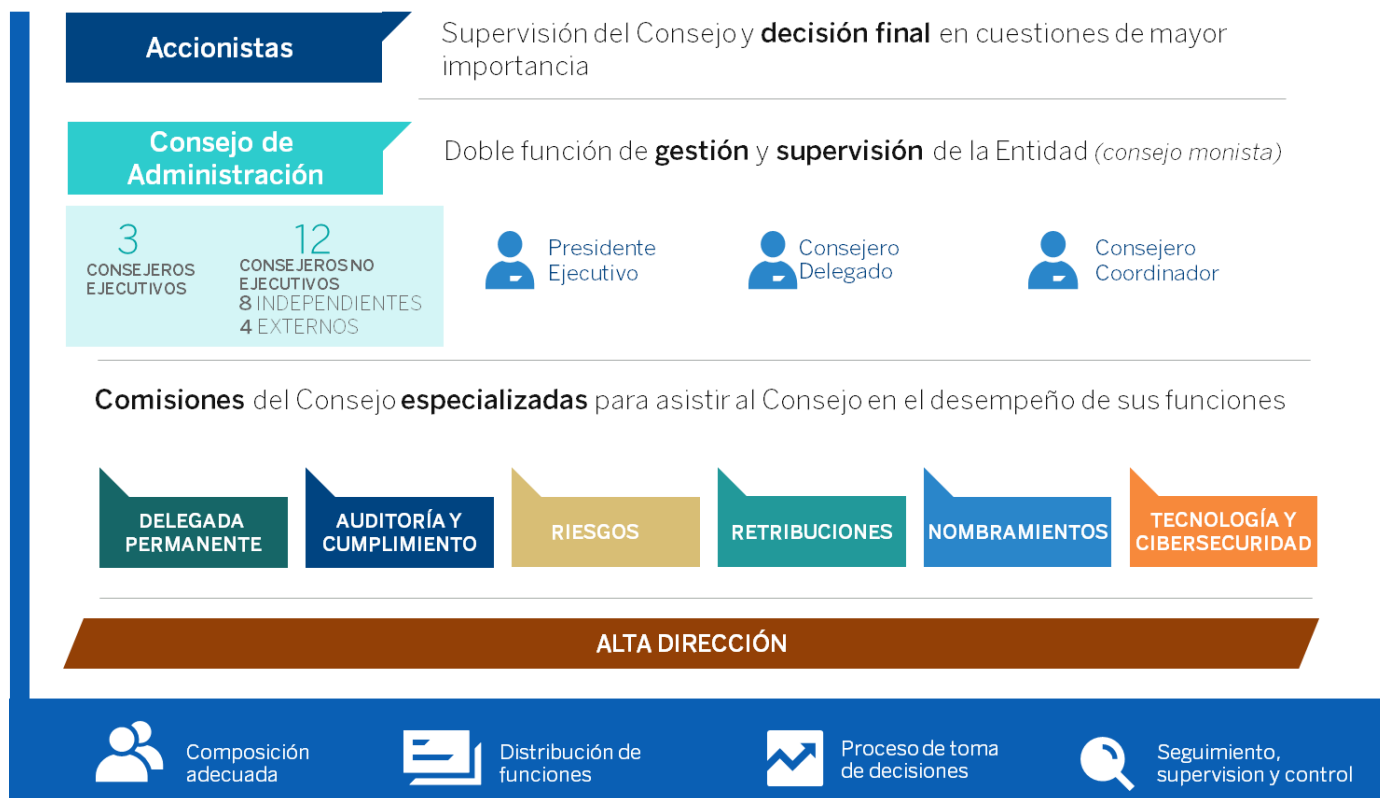 Accionistas
Supervisión del Consejo y decisión final en cuestiones de mayor
importancia
Consejo de
Administración
Doble función de gestión y supervisión de la Entidad (consejo monista)
3
CONSEJEROS
EJECUTIVOS
12
CONSEJEROS NO
EJECUTIVOS
8 INDEPENDIENTES
4 EXTERNOS
Presidente
Ejecutivo
Consejero
Delegado
Consejero
Coordinador
Comisiones del Consejo especializadas para asistir al Consejo en el desempeño de sus funciones
DELEGADA
PERMANENTE
AUDITORÍA Y
CUMPLIMIENTO
RIESGOS
RETRIBUCIONES
NOMBRAMIENTOS
TECNOLOGÍA Y
CIBERSECURIDAD
ALTA DIRECCIÓN
Composición
adecuada
Distribución de
funciones
Proceso de toma
de decisiones
Seguimiento,
supervision y control